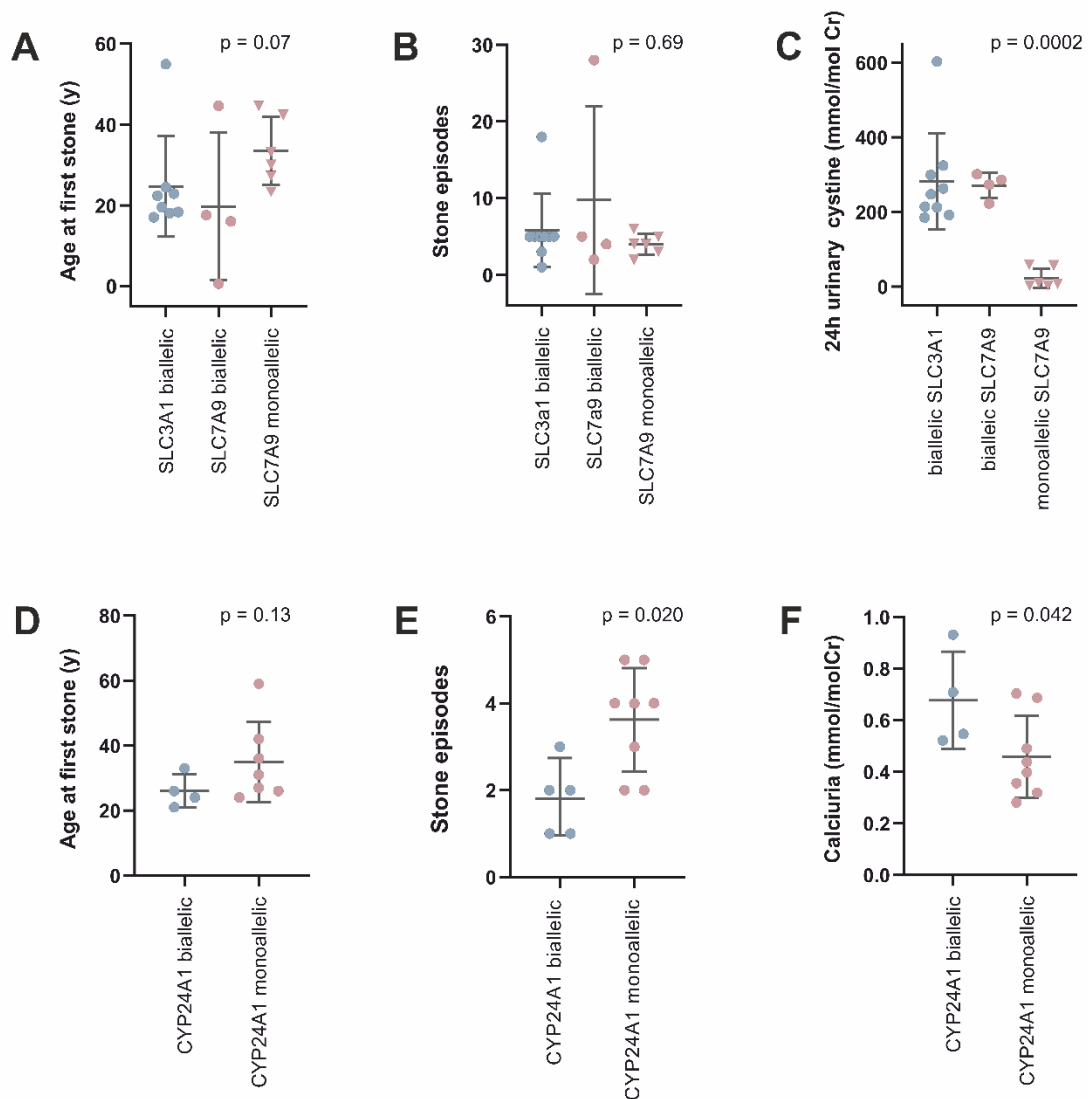 A
p = 0.07
Age at first stone (y)
60
40
20
0
SLC3A1 biallelic
SLC7A9 biallelic
SLC7A9 monoallelic
B
p = 0.69
Stone episodes
30
20
10
0
SLC3a1 biallelic
SLC7a9 biallelic
SLC7A9 monoallelic
C
p = 0.0002
24h urinary cystine (mmol/mol Cr)
600
400
200
0
biallelic SLC3A1
bialleic SLC7A9
monoallelic SLC7A9
D
p = 0.13
Age at first stone (y)
80
60
40
20
0
CYP24A1 biallelic
CYP24A1 monoallelic
E
p = 0.020
Stone episodes
6
4
2
0
CYP24A1 biallelic
CYP24A1 monoallelic
F
p = 0.042
Calciuria (mmol/molCr)
1.0
0.8
0.6
0.4
0.2
0.0
CYP24A1 biallelic
CYP24A1 monoallelic